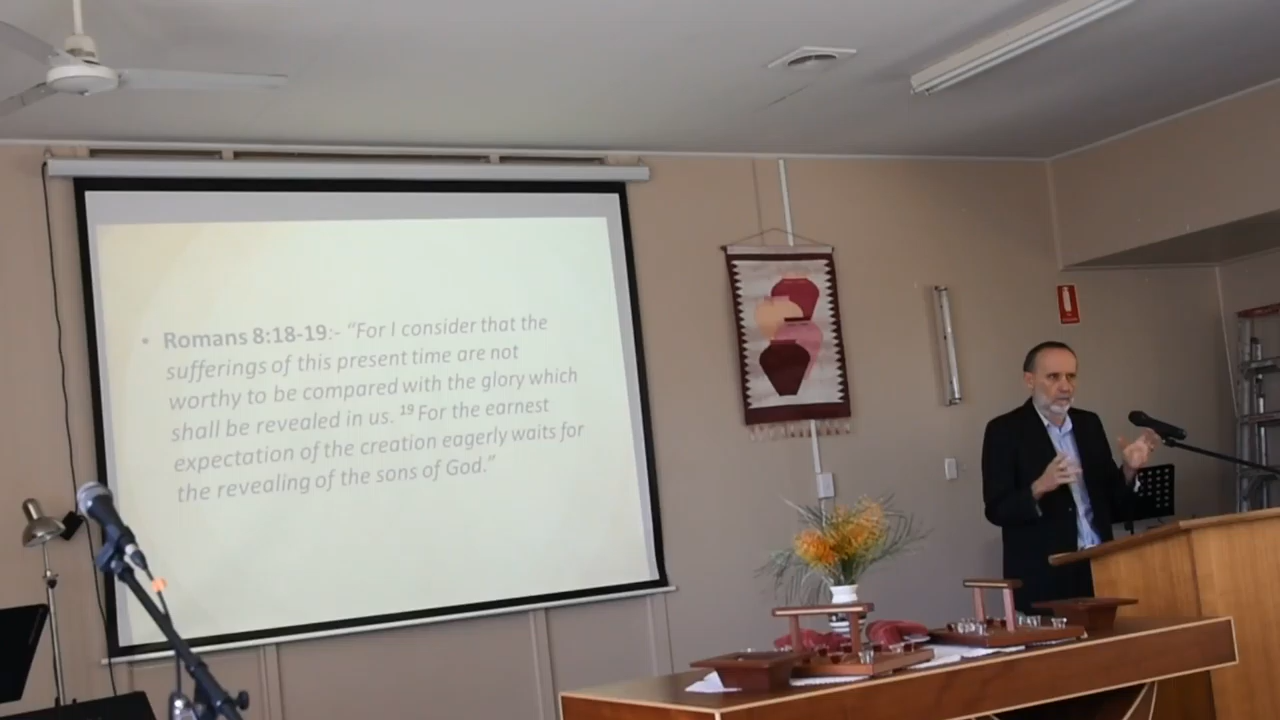 • Romans 8:18-19:- “For I consider that the
sufferings of this present time are not
worthy to be compared with the glory which
shall be revealed in us. ¹⁹ For the earnest
expectation of the creation eagerly waits for
the revealing of the sons of God.”